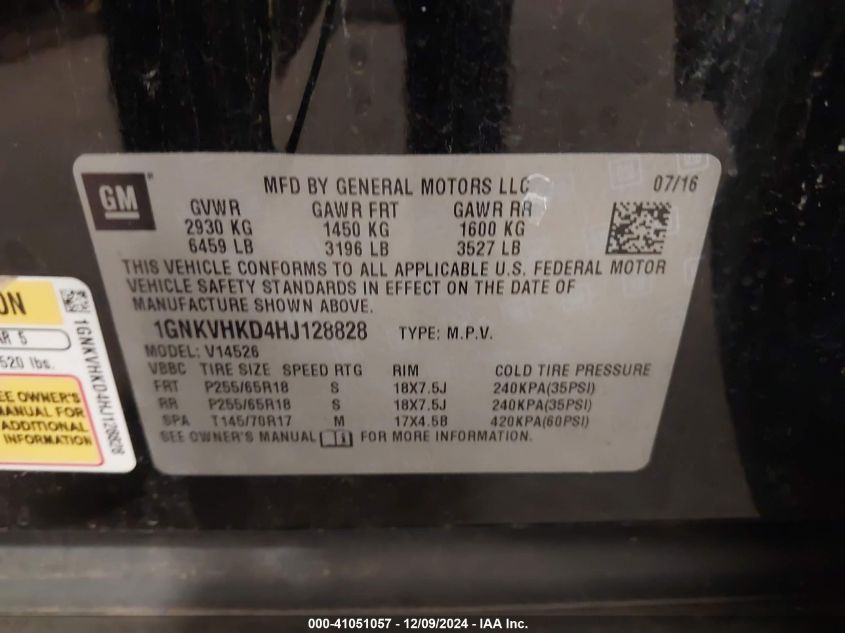 GM
MFD BY GENERAL MOTORS LLC
07/16
GVWR GAWR FRT GAWR RR
2930 KG 1450 KG 1600 KG
6459 LB 3196 LB 3527 LB
THIS VEHICLE CONFORMS TO ALL APPLICABLE U.S. FEDERAL MOTOR
VEHICLE SAFETY STANDARDS IN EFFECT ON THE DATE OF
MANUFACTURE SHOWN ABOVE.
1GNKVHKD4HJ128828 TYPE: M.P.V.
MODEL: V14526
VBBC TIRE SIZE SPEED RTG RIM COLD TIRE PRESSURE
FRT P255/65R18 S 18X7.5J 240KPA(35PSI)
RR P255/65R18 S 18X7.5J 240KPA(35PSI)
SPA T145/70R17 M 17X4.5B 420KPA(60PSI)
SEE OWNER'S MANUAL FOR MORE INFORMATION.
ON
AR 5
520 lbs.
EE OWNER'S
MANUAL FOR
ADDITIONAL
INFORMATION
1GNKVHKD4HJ128828
000-41051057 - 12/09/2024 - IAA Inc.